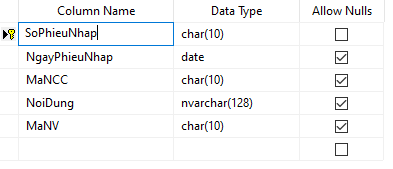 Column Name Data Type Allow Nulls
SoPhieuNhap char(10)
NgayPhieuNhap date
MaNCC char(10)
NoiDung nvarchar(128)
MaNV char(10)